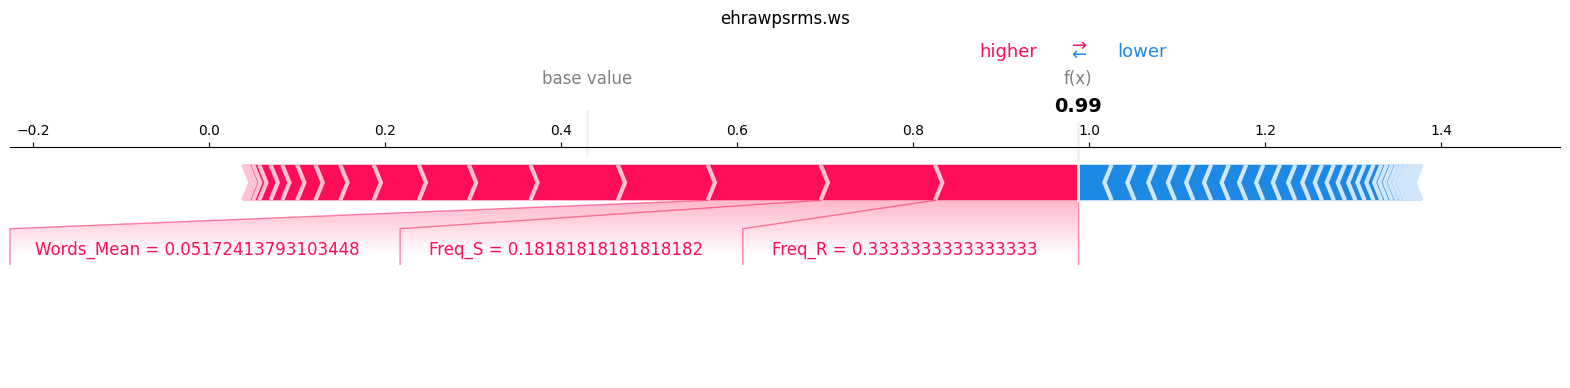 ehrawpsrms.ws
higher ⇄ lower
base value f(x)
0.99
−0.2 0.0 0.2 0.4 0.6 0.8 1.0 1.2 1.4
Words_Mean = 0.05172413793103448 Freq_S = 0.18181818181818182 Freq_R = 0.3333333333333333